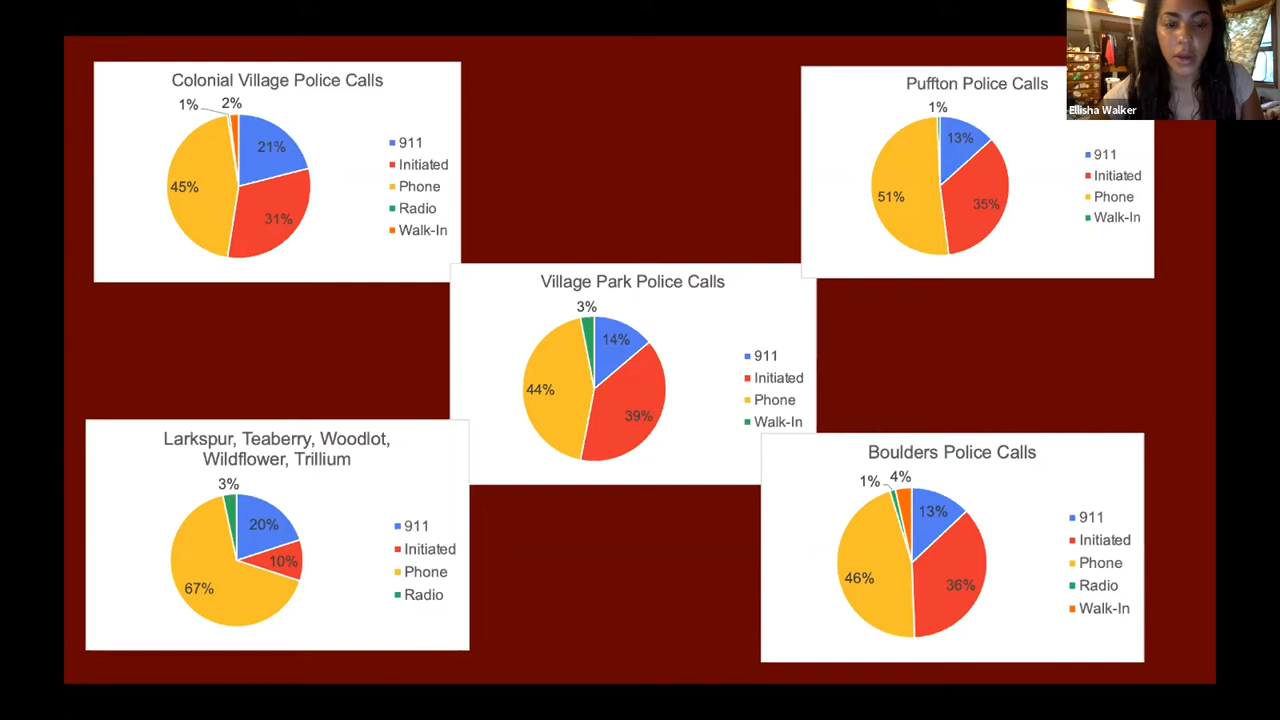 Colonial Village Police Calls
1%
2%
21%
45%
31%
911
Initiated
Phone
Radio
Walk-In
Puffton Police Calls
1%
13%
51%
35%
911
Initiated
Phone
Walk-In
Ellisha Walker
Village Park Police Calls
3%
14%
44%
39%
911
Initiated
Phone
Walk-In
Larkspur, Teaberry, Woodlot,
Wildflower, Trillium
3%
20%
10%
67%
911
Initiated
Phone
Radio
Boulders Police Calls
1%
4%
13%
46%
36%
911
Initiated
Phone
Radio
Walk-In